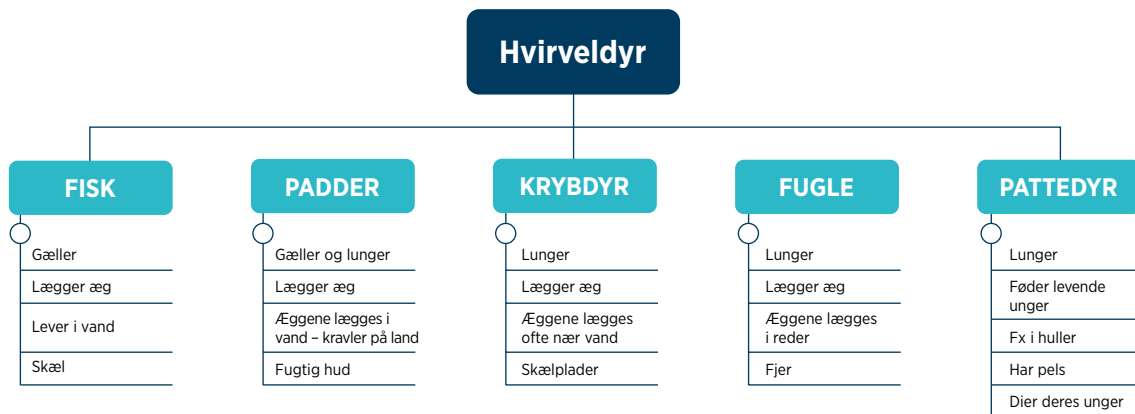 Hvirveldyr
FISK
Gæller
Lægger æg
Lever i vand
Skæl
PADDER
Gæller og lunger
Lægger æg
Æggene lægges i
vand – kravler på land
Fugtig hud
KRYBDYR
Lunger
Lægger æg
Æggene lægges
ofte nær vand
Skælplader
FUGLE
Lunger
Lægger æg
Æggene lægges
i reder
Fjer
PATTEDYR
Lunger
Føder levende
unger
Fx i huller
Har pels
Dier deres unger